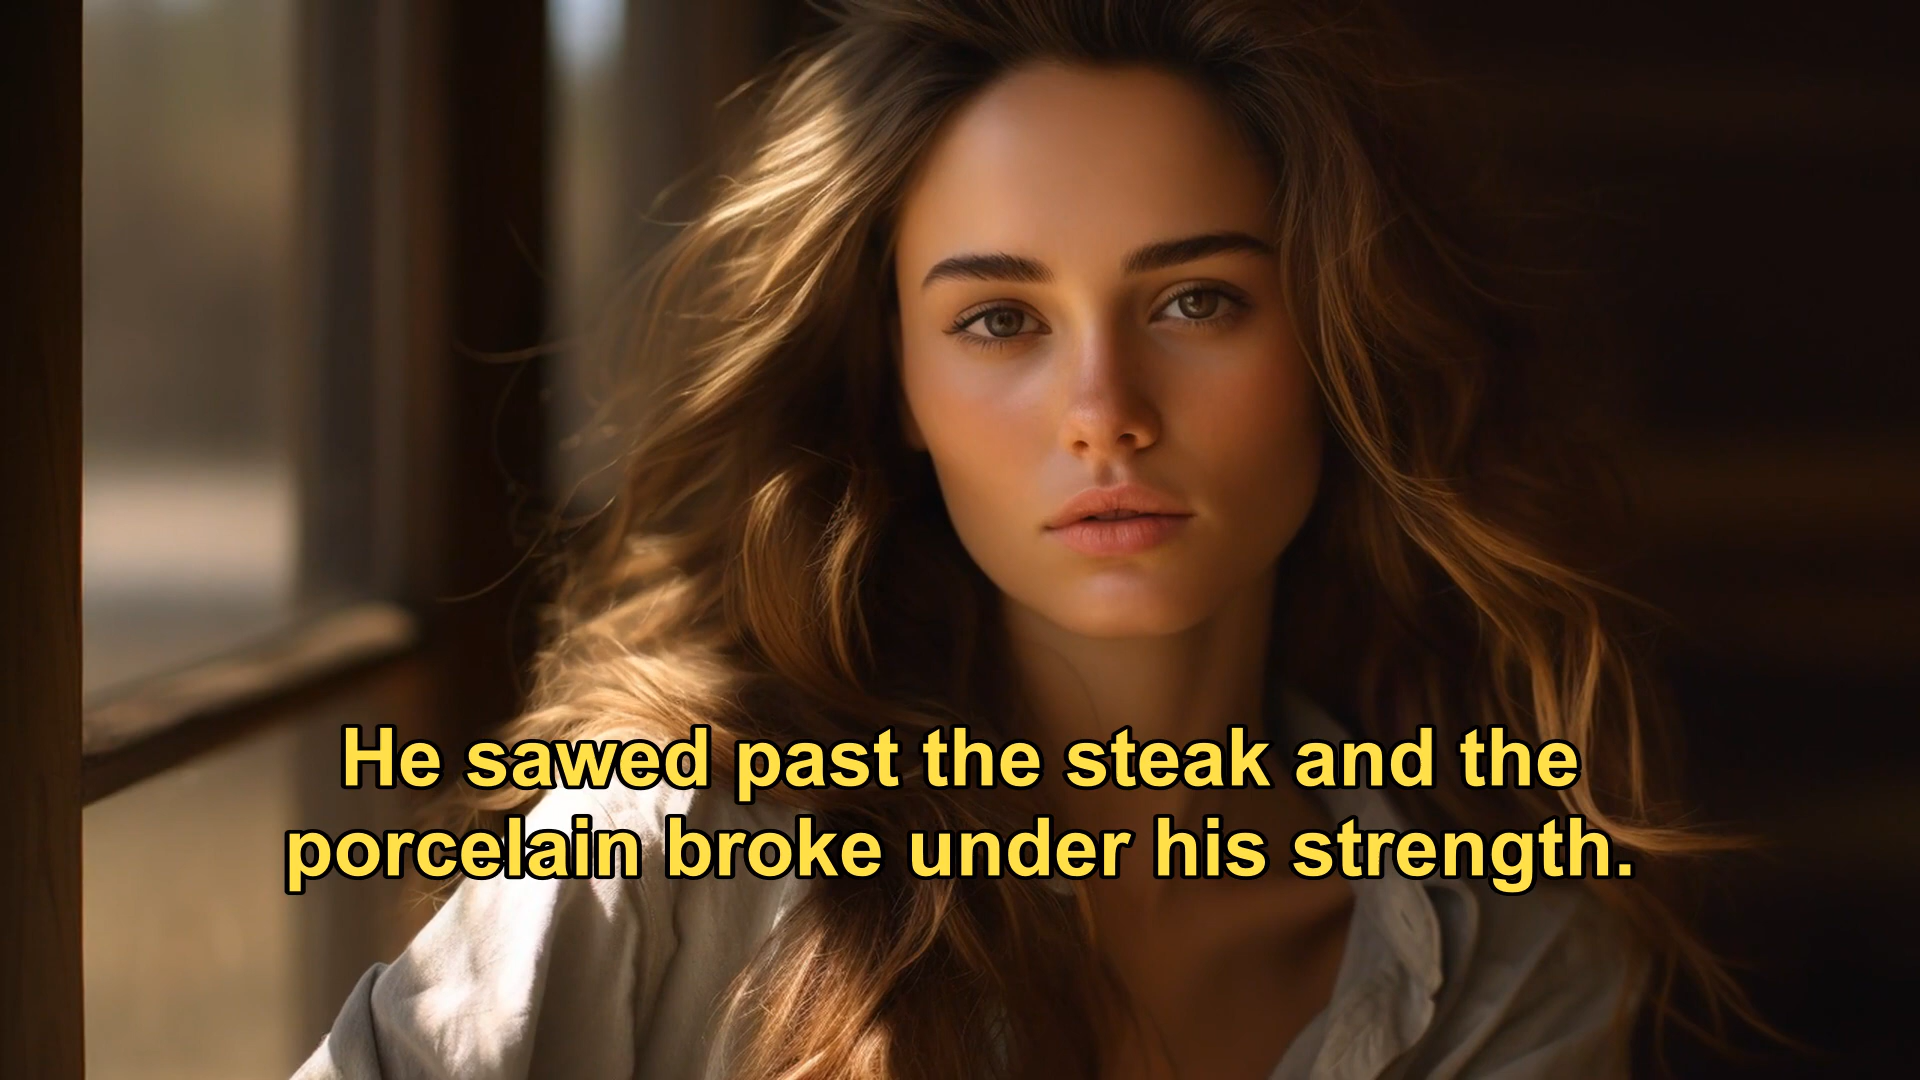 He sawed past the steak and the
porcelain broke under his strength.